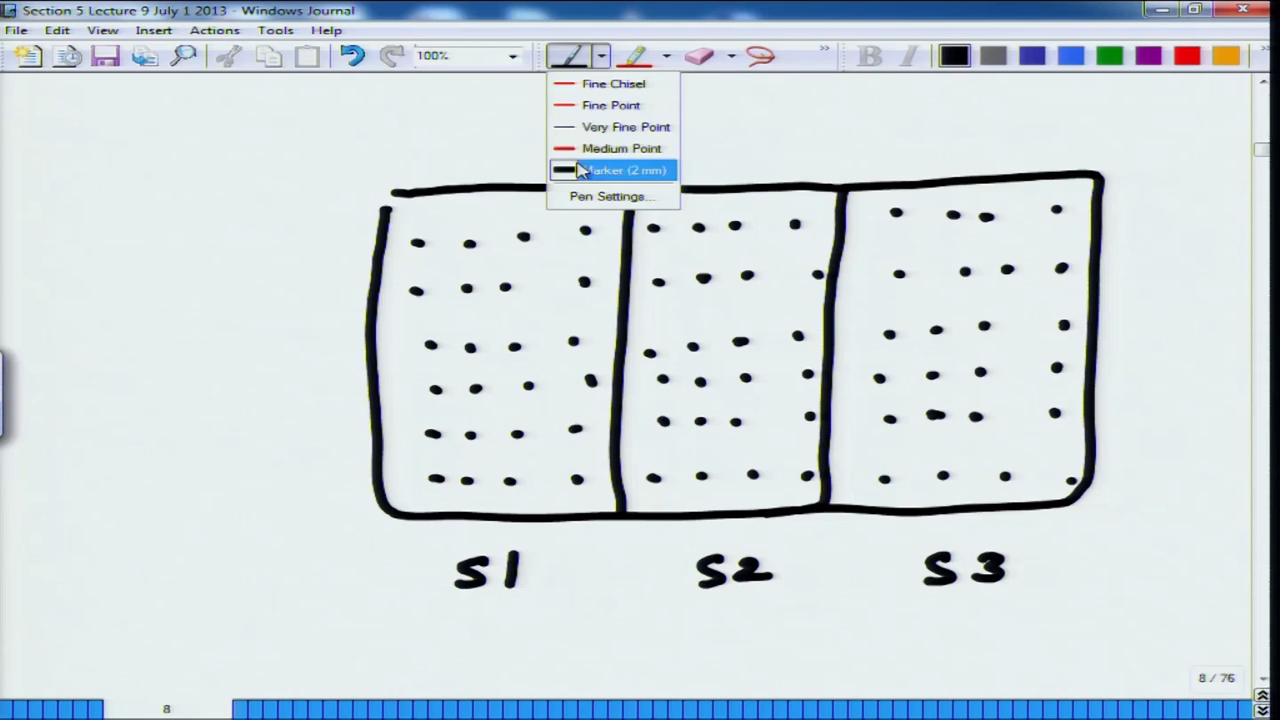 Section 5 Lecture 9 July 1 2013 - Windows Journal
File Edit View Insert Actions Tools Help
100% B I
Fine Chisel
Fine Point
Very Fine Point
Medium Point
Marker (2 mm)
Pen Settings...
S1 S2 S3
8 / 76
8